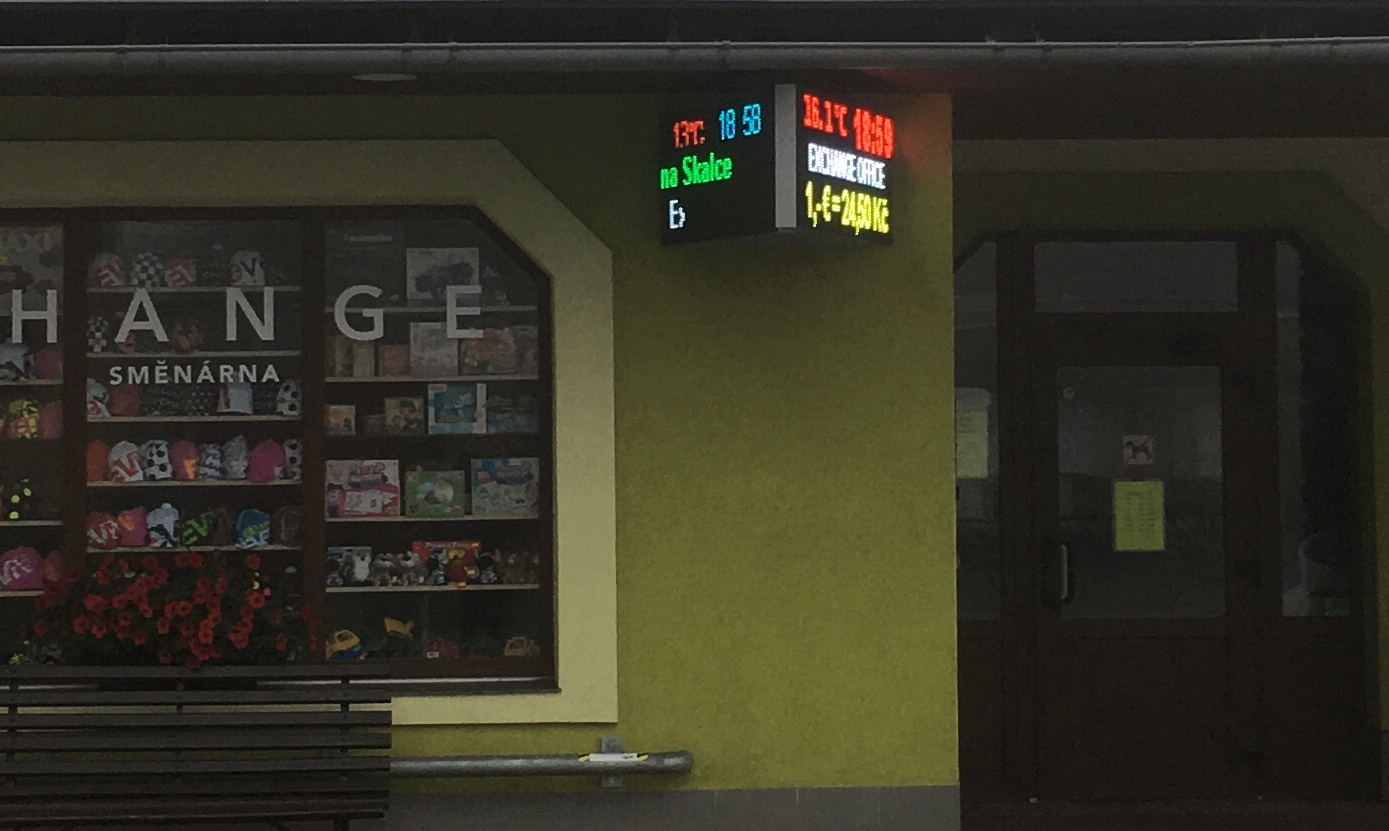 HANGE
SMĚNÁRNA
13°C 18 58
na Skalce
16.1°C 18:59
EXCHANGE OFFICE
1,-€=24,50 Kč